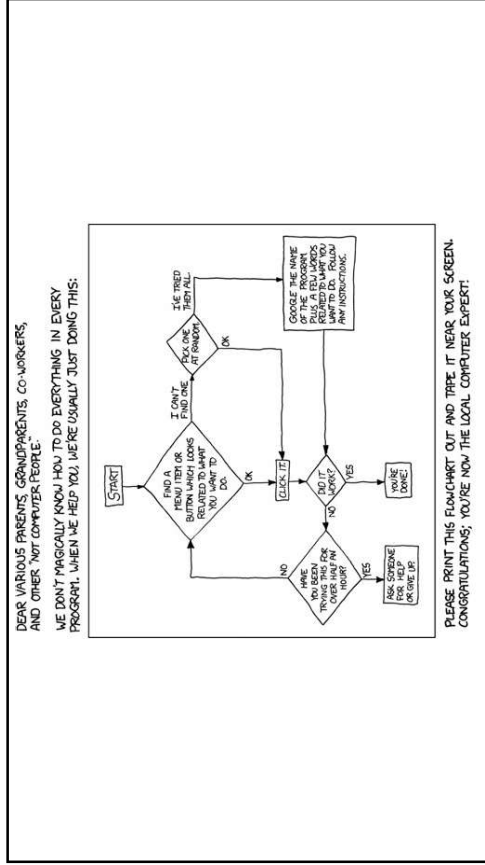 DEAR VARIOUS PARENTS, GRANDPARENTS, CO-WORKERS,
AND OTHER "NOT COMPUTER PEOPLE."
WE DON'T MAGICALLY KNOW HOW TO DO EVERYTHING IN EVERY
PROGRAM. WHEN WE HELP YOU, WE'RE USUALLY JUST DOING THIS:
START
FIND A
MENU ITEM OR
BUTTON WHICH LOOKS
RELATED TO WHAT
YOU WANT TO
DO.
I CAN'T
FIND ONE
PICK ONE
AT RANDOM.
I'VE TRIED
THEM ALL.
OK
OK
CLICK IT.
GOOGLE THE NAME
OF THE PROGRAM
PLUS A FEW WORDS
RELATED TO WHAT YOU
WANT TO DO. FOLLOW
ANY INSTRUCTIONS.
DID IT
WORK?
YES
YOU'RE
DONE!
NO
HAVE
YOU BEEN
TRYING THIS FOR
OVER HALF AN
HOUR?
NO
YES
ASK SOMEONE
FOR HELP
OR GIVE UP.
PLEASE PRINT THIS FLOWCHART OUT AND TAPE IT NEAR YOUR SCREEN.
CONGRATULATIONS; YOU'RE NOW THE LOCAL COMPUTER EXPERT!